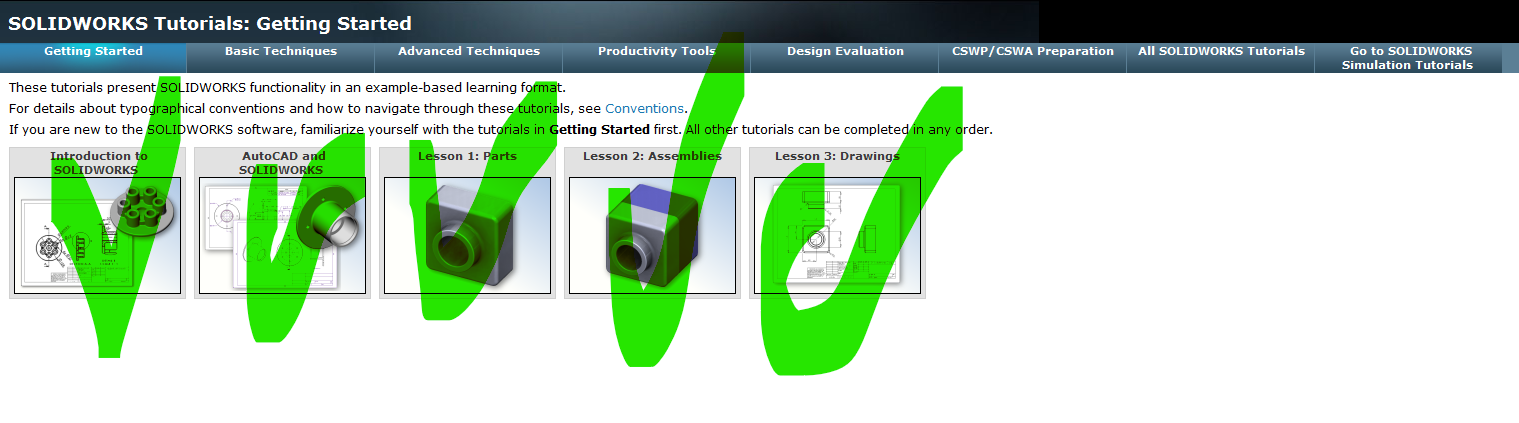 SOLIDWORKS Tutorials: Getting Started
Getting Started
Basic Techniques
Advanced Techniques
Productivity Tools
Design Evaluation
CSWP/CSWA Preparation
All SOLIDWORKS Tutorials
Go to SOLIDWORKS
Simulation Tutorials
These tutorials present SOLIDWORKS functionality in an example-based learning format.
For details about typographical conventions and how to navigate through these tutorials, see Conventions.
If you are new to the SOLIDWORKS software, familiarize yourself with the tutorials in Getting Started first. All other tutorials can be completed in any order.
Introduction to
SOLIDWORKS
AutoCAD and
SOLIDWORKS
Lesson 1: Parts
Lesson 2: Assemblies
Lesson 3: Drawings